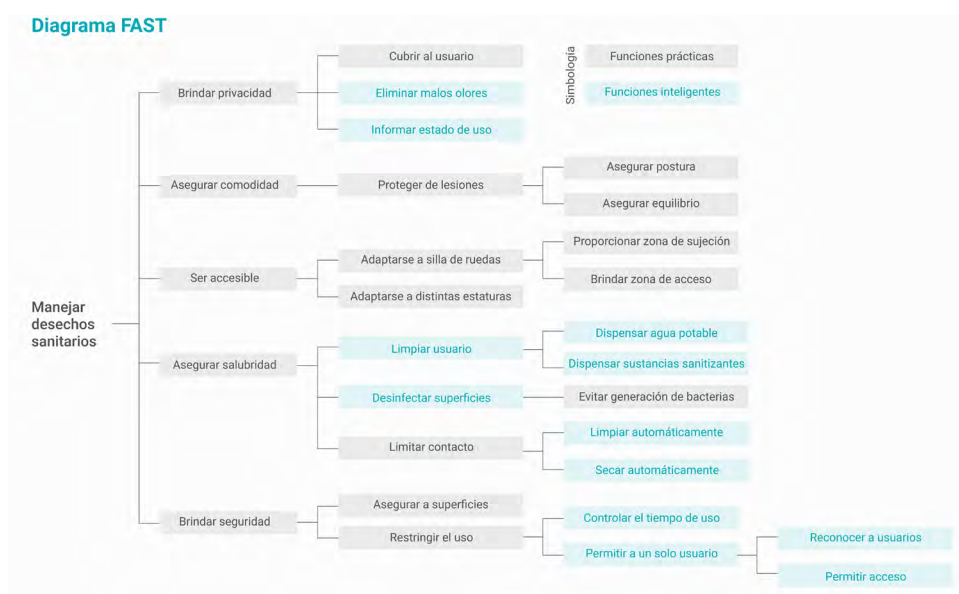 Diagrama FAST
Simbología
Funciones prácticas
Funciones inteligentes
Manejar
desechos
sanitarios
Brindar privacidad
Cubrir al usuario
Eliminar malos olores
Informar estado de uso
Asegurar comodidad
Proteger de lesiones
Asegurar postura
Asegurar equilibrio
Ser accesible
Adaptarse a silla de ruedas
Proporcionar zona de sujeción
Brindar zona de acceso
Adaptarse a distintas estaturas
Asegurar salubridad
Limpiar usuario
Dispensar agua potable
Dispensar sustancias sanitizantes
Desinfectar superficies
Evitar generación de bacterias
Limitar contacto
Limpiar automáticamente
Secar automáticamente
Brindar seguridad
Asegurar a superficies
Restringir el uso
Controlar el tiempo de uso
Permitir a un solo usuario
Reconocer a usuarios
Permitir acceso